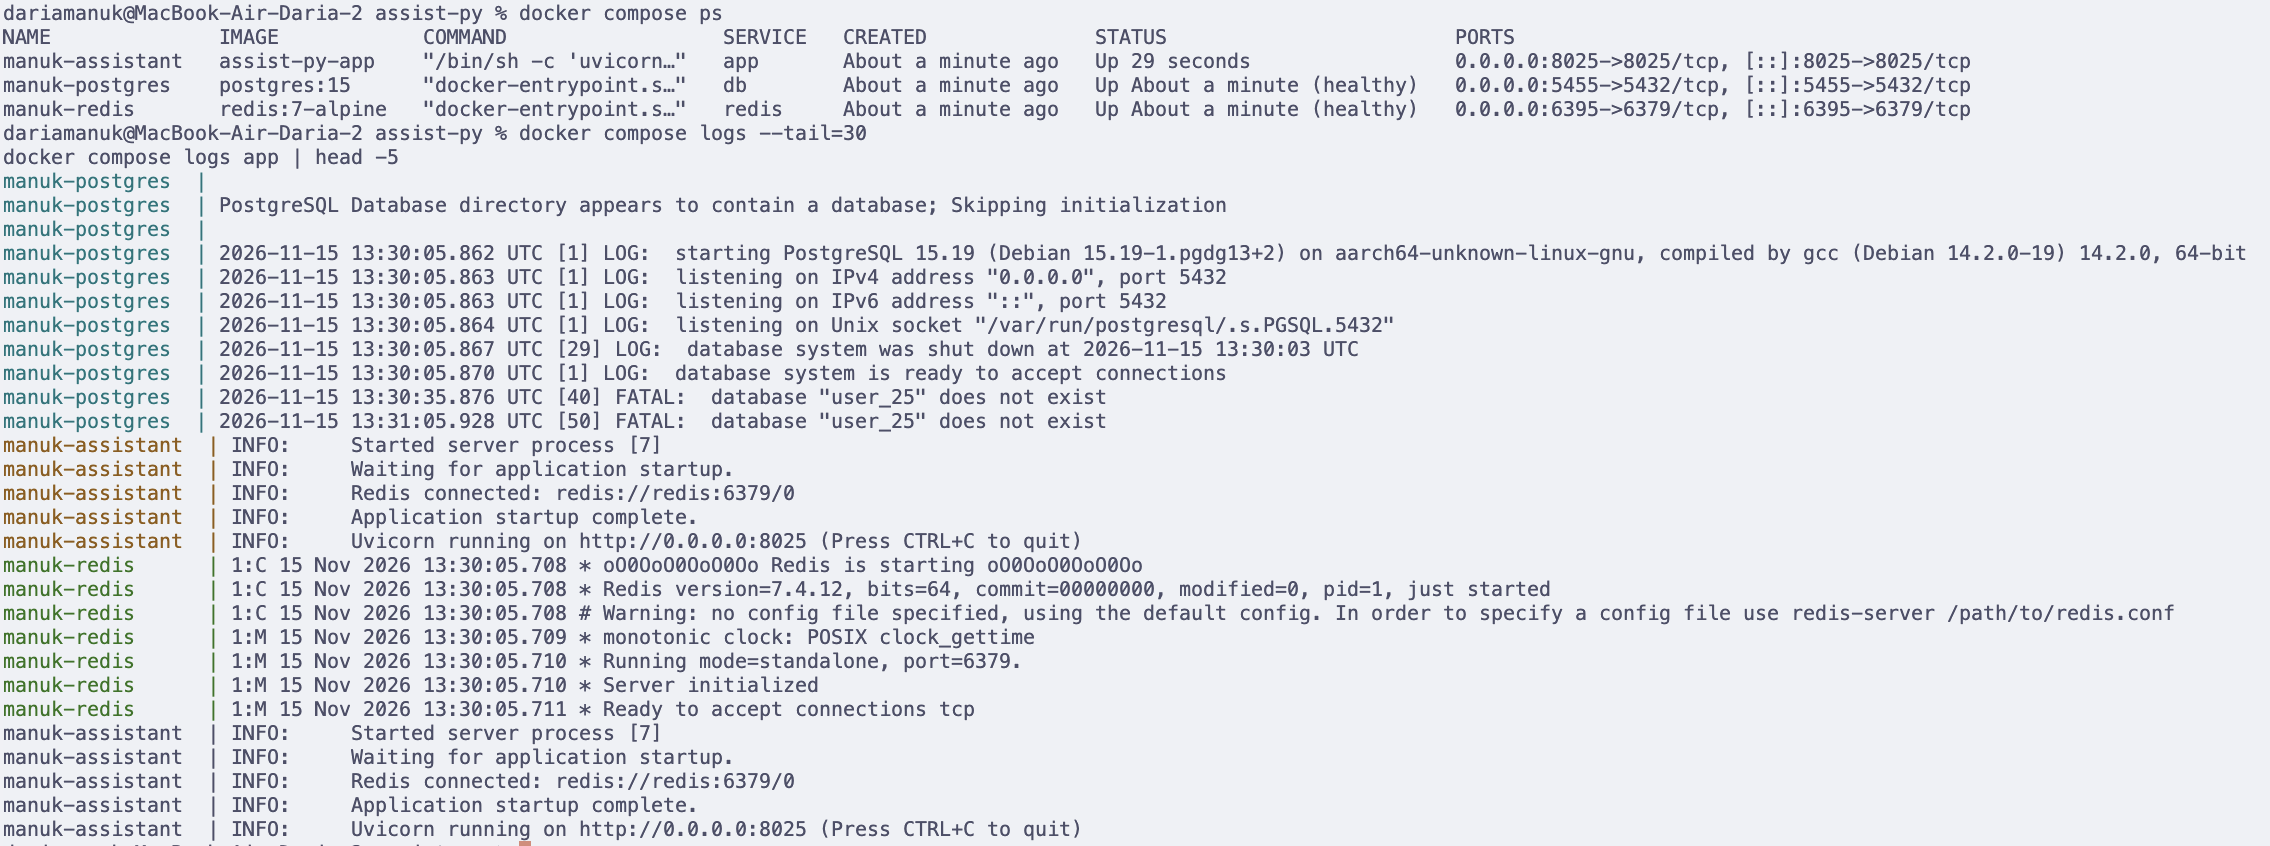 dariamanuk@MacBook-Air-Daria-2 assist-py % docker compose ps
NAME IMAGE COMMAND SERVICE CREATED STATUS PORTS
manuk-assistant assist-py-app "/bin/sh -c 'uvicorn…" app About a minute ago Up 29 seconds 0.0.0.0:8025->8025/tcp, [::]:8025->8025/tcp
manuk-postgres postgres:15 "docker-entrypoint.s…" db About a minute ago Up About a minute (healthy) 0.0.0.0:5455->5432/tcp, [::]:5455->5432/tcp
manuk-redis redis:7-alpine "docker-entrypoint.s…" redis About a minute ago Up About a minute (healthy) 0.0.0.0:6395->6379/tcp, [::]:6395->6379/tcp
dariamanuk@MacBook-Air-Daria-2 assist-py % docker compose logs --tail=30
docker compose logs app | head -5
manuk-postgres |
manuk-postgres | PostgreSQL Database directory appears to contain a database; Skipping initialization
manuk-postgres |
manuk-postgres | 2026-11-15 13:30:05.862 UTC [1] LOG: starting PostgreSQL 15.19 (Debian 15.19-1.pgdg13+2) on aarch64-unknown-linux-gnu, compiled by gcc (Debian 14.2.0-19) 14.2.0, 64-bit
manuk-postgres | 2026-11-15 13:30:05.863 UTC [1] LOG: listening on IPv4 address "0.0.0.0", port 5432
manuk-postgres | 2026-11-15 13:30:05.863 UTC [1] LOG: listening on IPv6 address "::", port 5432
manuk-postgres | 2026-11-15 13:30:05.864 UTC [1] LOG: listening on Unix socket "/var/run/postgresql/.s.PGSQL.5432"
manuk-postgres | 2026-11-15 13:30:05.867 UTC [29] LOG: database system was shut down at 2026-11-15 13:30:03 UTC
manuk-postgres | 2026-11-15 13:30:05.870 UTC [1] LOG: database system is ready to accept connections
manuk-postgres | 2026-11-15 13:30:35.876 UTC [40] FATAL: database "user_25" does not exist
manuk-postgres | 2026-11-15 13:31:05.928 UTC [50] FATAL: database "user_25" does not exist
manuk-assistant | INFO: Started server process [7]
manuk-assistant | INFO: Waiting for application startup.
manuk-assistant | INFO: Redis connected: redis://redis:6379/0
manuk-assistant | INFO: Application startup complete.
manuk-assistant | INFO: Uvicorn running on http://0.0.0.0:8025 (Press CTRL+C to quit)
manuk-redis | 1:C 15 Nov 2026 13:30:05.708 * oO0OoO0OoO0Oo Redis is starting oO0OoO0OoO0Oo
manuk-redis | 1:C 15 Nov 2026 13:30:05.708 * Redis version=7.4.12, bits=64, commit=00000000, modified=0, pid=1, just started
manuk-redis | 1:C 15 Nov 2026 13:30:05.708 # Warning: no config file specified, using the default config. In order to specify a config file use redis-server /path/to/redis.conf
manuk-redis | 1:M 15 Nov 2026 13:30:05.709 * monotonic clock: POSIX clock_gettime
manuk-redis | 1:M 15 Nov 2026 13:30:05.710 * Running mode=standalone, port=6379.
manuk-redis | 1:M 15 Nov 2026 13:30:05.710 * Server initialized
manuk-redis | 1:M 15 Nov 2026 13:30:05.711 * Ready to accept connections tcp
manuk-assistant | INFO: Started server process [7]
manuk-assistant | INFO: Waiting for application startup.
manuk-assistant | INFO: Redis connected: redis://redis:6379/0
manuk-assistant | INFO: Application startup complete.
manuk-assistant | INFO: Uvicorn running on http://0.0.0.0:8025 (Press CTRL+C to quit)